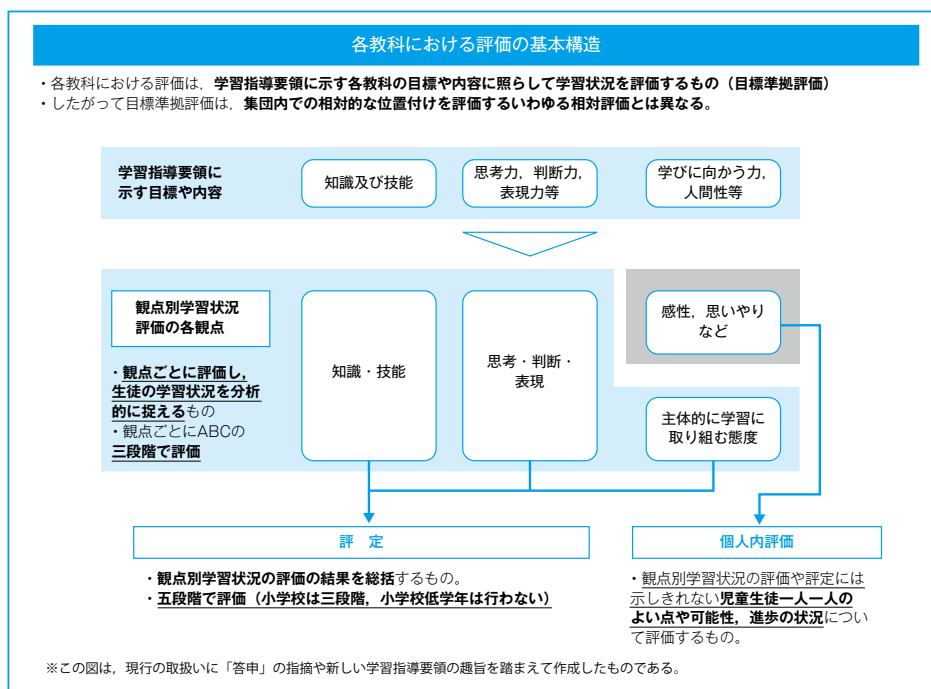 各教科における評価の基本構造
・各教科における評価は，学習指導要領に示す各教科の目標や内容に照らして学習状況を評価するもの（目標準拠評価）
・したがって目標準拠評価は，集団内での相対的な位置付けを評価するいわゆる相対評価とは異なる。
学習指導要領に
示す目標や内容
知識及び技能
思考力，判断力，
表現力等
学びに向かう力，
人間性等
観点別学習状況
評価の各観点
・観点ごとに評価し，
生徒の学習状況を分析
的に捉えるもの
・観点ごとにABCの
三段階で評価
知識・技能
思考・判断・
表現
感性，思いやり
など
主体的に学習に
取り組む態度
評　定
・観点別学習状況の評価の結果を総括するもの。
・五段階で評価（小学校は三段階，小学校低学年は行わない）
個人内評価
・観点別学習状況の評価や評定には
示しきれない児童生徒一人一人の
よい点や可能性，進歩の状況につい
て評価するもの。
※この図は，現行の取扱いに「答申」の指摘や新しい学習指導要領の趣旨を踏まえて作成したものである。